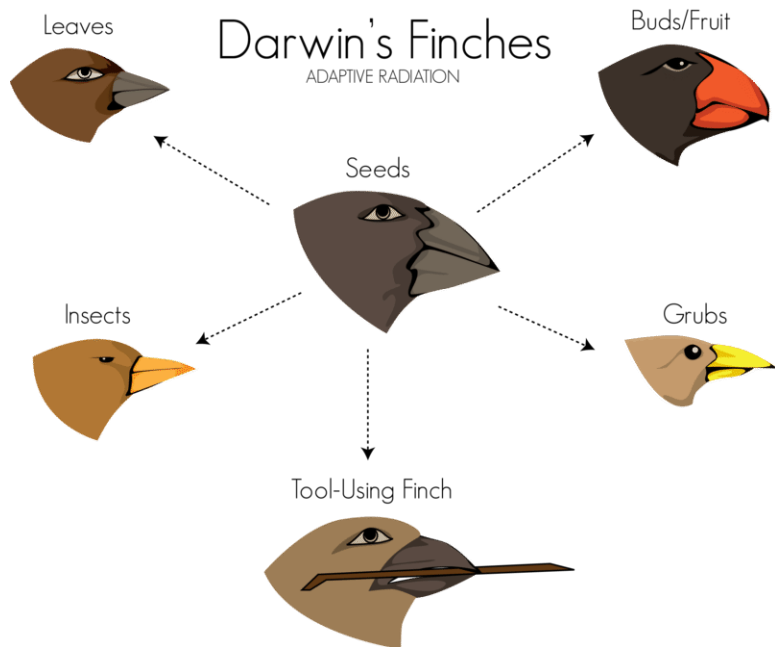 Darwin's Finches
ADAPTIVE RADIATION
Leaves
Buds/Fruit
Seeds
Insects
Grubs
Tool-Using Finch